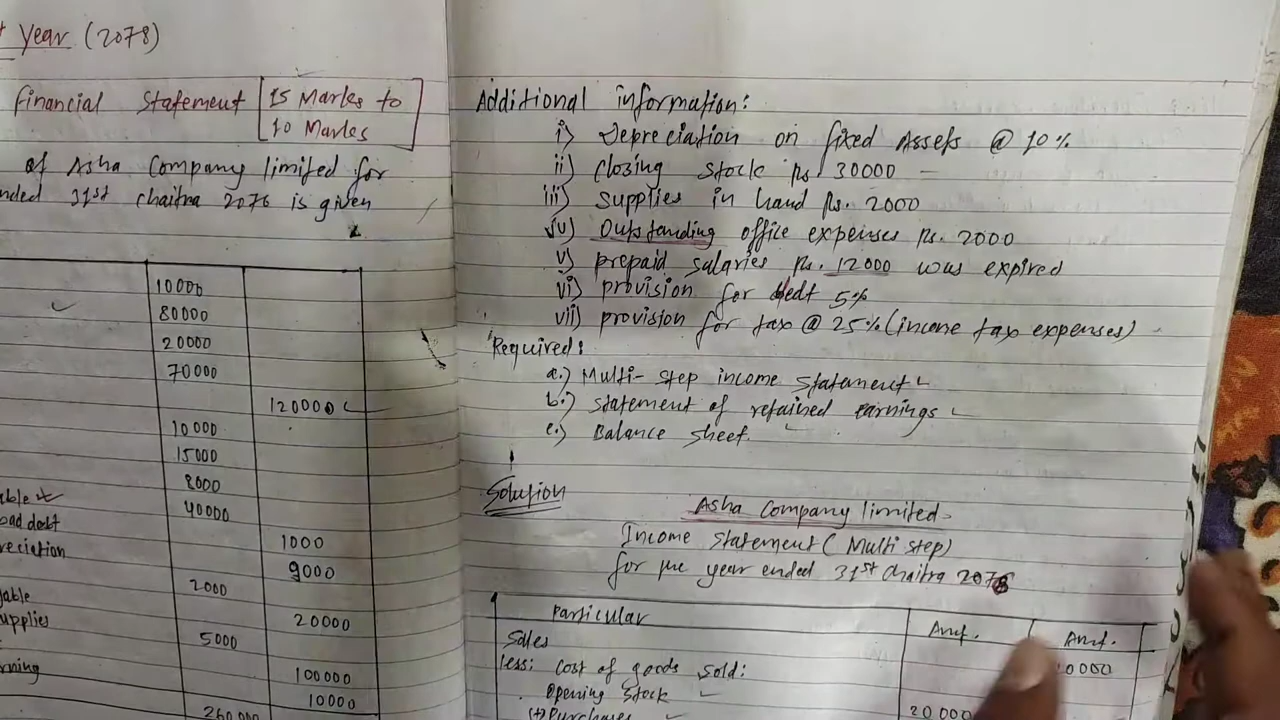 Year (2078)
Financial Statement [15 Marks to
10 Marks]
of Asha Company limited for
ended 31st chaitra 2076 is given
10000
80000
20000
70000
120000
10000
15000
8000
40000
1000
9000
2000
supplies
20000
5000
100000
10000
260000
Additional information:
i) Depreciation on fixed Assets @ 10%
ii) Closing stock Rs. 30000
iii) supplies in hand Rs. 2000
iv) Outstanding office expenses Rs. 2000
v) prepaid salaries Rs. 12000 was expired
vi) provision for debt 5%
vii) provision for tax @ 25% (income tax expenses)
Required:
a.) Multi-step income statement
b.) statement of retained earnings
c.) Balance sheet.
Solution
Asha Company limited.
Income statement (Multi step)
for the year ended 31st chaitra 2076
Particular Amt. Amt.
Sales
less: cost of goods sold:
Opening stock
20000
(+) Purchases